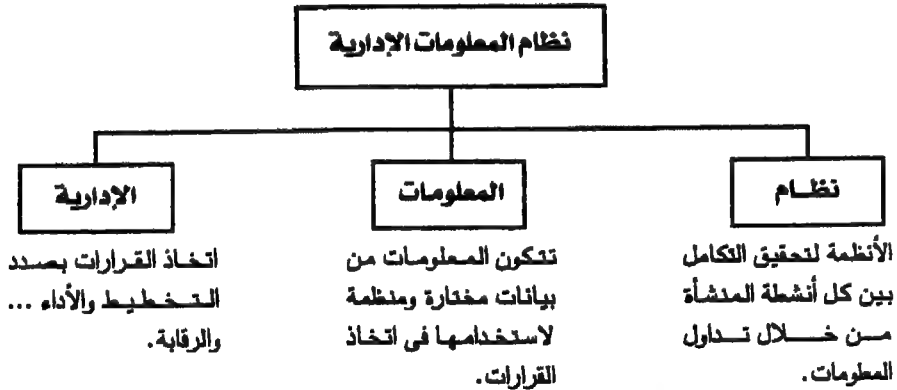 نظام المعلومات الإدارية
نظام
الأنظمة لتحقيق التكامل
بين كل أنشطة المنشأة
من خلال تداول
المعلومات.
المعلومات
تتكون المعلومات من
بيانات مختارة ومنظمة
لاستخدامها فى اتخاذ
القرارات.
الإدارية
اتخاذ القرارات بصدد
التخطيط والأداء ...
والرقابة.